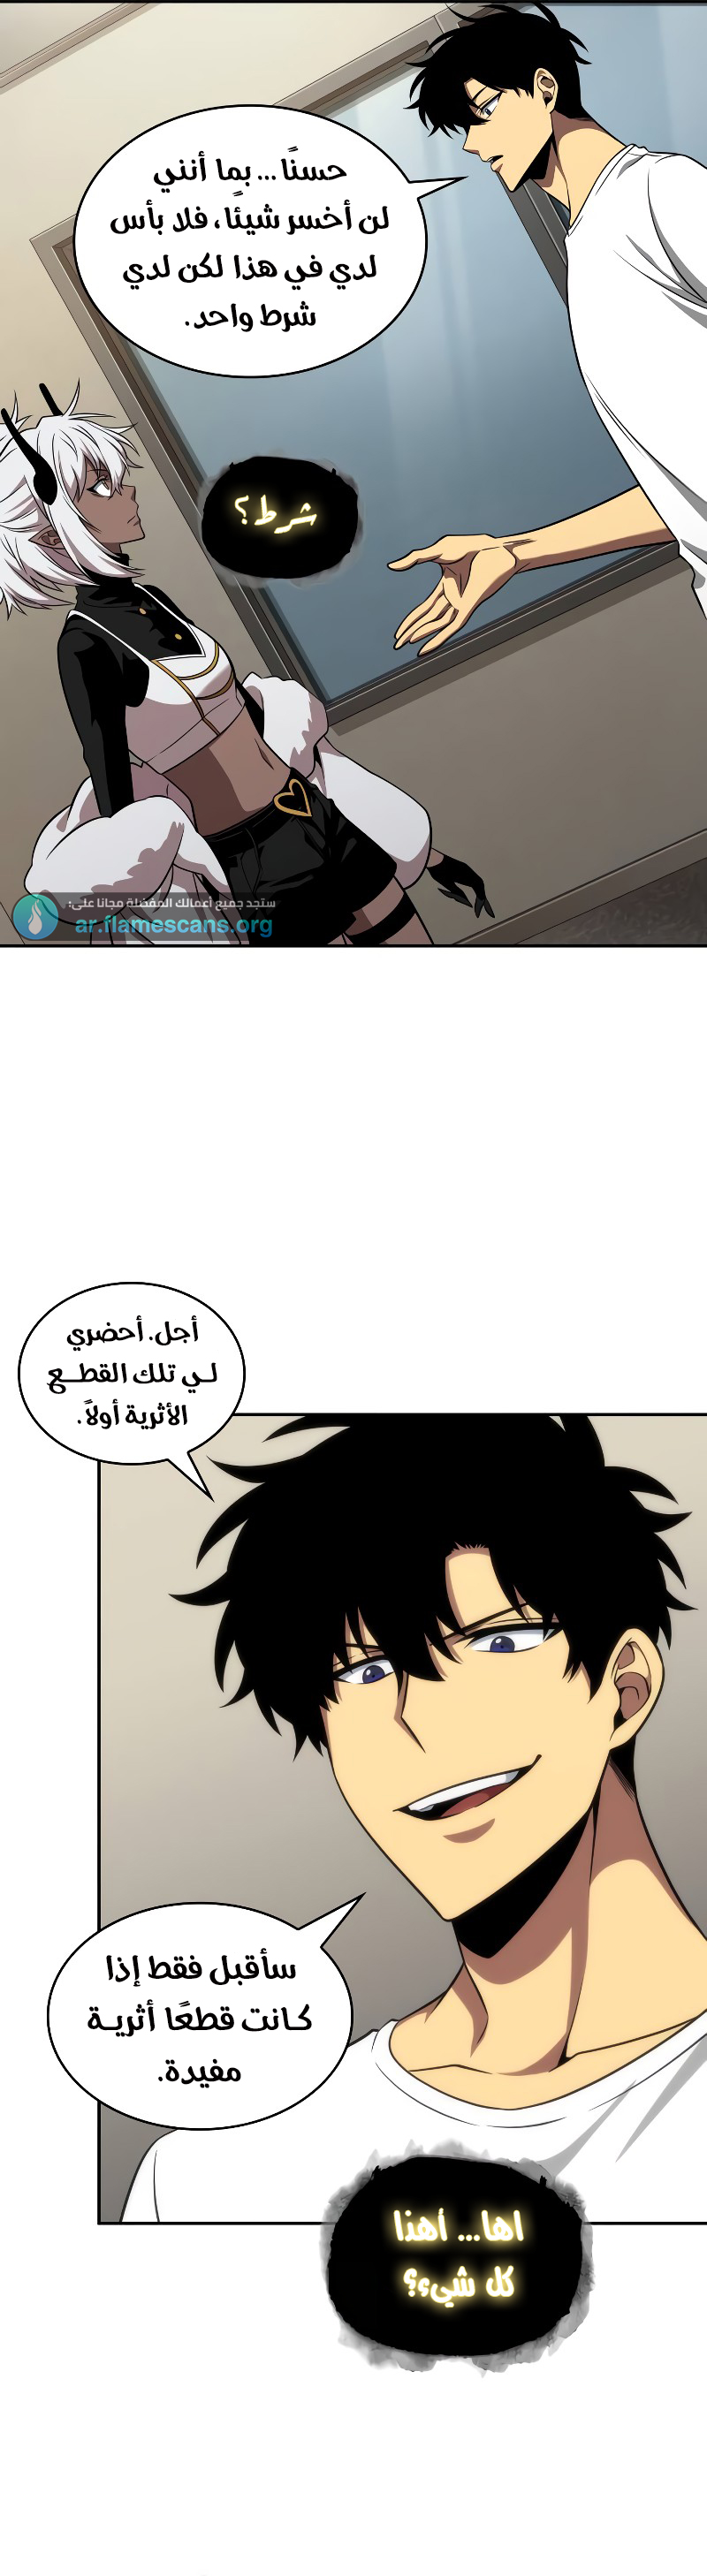 حسنًا... بما أنني
لن أخسر شيئًا، فلا بأس
لدي في هذا لكن لدي
شرط واحد.
شرط؟
ستجد جميع أعمالك المفضلة مجانا على:
ar.flamescans.org
أجل. أحضري
لـي تلك القطـع
الأثرية أولاً.
سأقبل فقط إذا
كـانت قطعًا أثريـة
مفيدة.
اها... أهذا
كل شيء؟